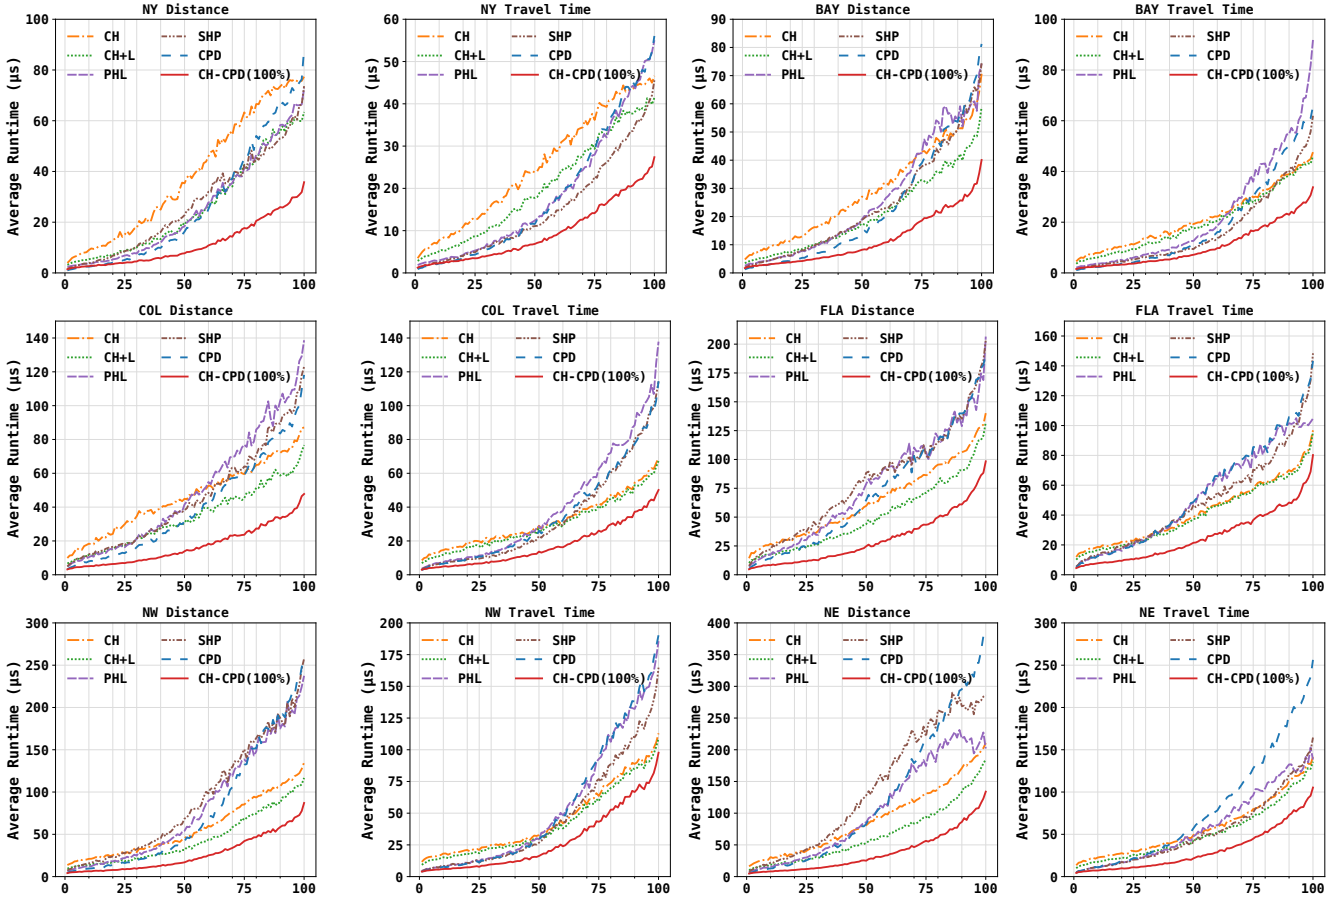 NY Distance
Average Runtime (µs)
100
80
60
40
20
0
CH
CH+L
PHL
SHP
CPD
CH-CPD(100%)
0 25 50 75 100
NY Travel Time
Average Runtime (µs)
60
50
40
30
20
10
0
CH
CH+L
PHL
SHP
CPD
CH-CPD(100%)
0 25 50 75 100
BAY Distance
Average Runtime (µs)
90
80
70
60
50
40
30
20
10
0
CH
CH+L
PHL
SHP
CPD
CH-CPD(100%)
0 25 50 75 100
BAY Travel Time
Average Runtime (µs)
100
80
60
40
20
0
CH
CH+L
PHL
SHP
CPD
CH-CPD(100%)
0 25 50 75 100
COL Distance
Average Runtime (µs)
140
120
100
80
60
40
20
0
CH
CH+L
PHL
SHP
CPD
CH-CPD(100%)
0 25 50 75 100
COL Travel Time
Average Runtime (µs)
140
120
100
80
60
40
20
0
CH
CH+L
PHL
SHP
CPD
CH-CPD(100%)
0 25 50 75 100
FLA Distance
Average Runtime (µs)
200
175
150
125
100
75
50
25
0
CH
CH+L
PHL
SHP
CPD
CH-CPD(100%)
0 25 50 75 100
FLA Travel Time
Average Runtime (µs)
160
140
120
100
80
60
40
20
0
CH
CH+L
PHL
SHP
CPD
CH-CPD(100%)
0 25 50 75 100
NW Distance
Average Runtime (µs)
300
250
200
150
100
50
0
CH
CH+L
PHL
SHP
CPD
CH-CPD(100%)
0 25 50 75 100
NW Travel Time
Average Runtime (µs)
200
175
150
125
100
75
50
25
0
CH
CH+L
PHL
SHP
CPD
CH-CPD(100%)
0 25 50 75 100
NE Distance
Average Runtime (µs)
400
350
300
250
200
150
100
50
0
CH
CH+L
PHL
SHP
CPD
CH-CPD(100%)
0 25 50 75 100
NE Travel Time
Average Runtime (µs)
300
250
200
150
100
50
0
CH
CH+L
PHL
SHP
CPD
CH-CPD(100%)
0 25 50 75 100